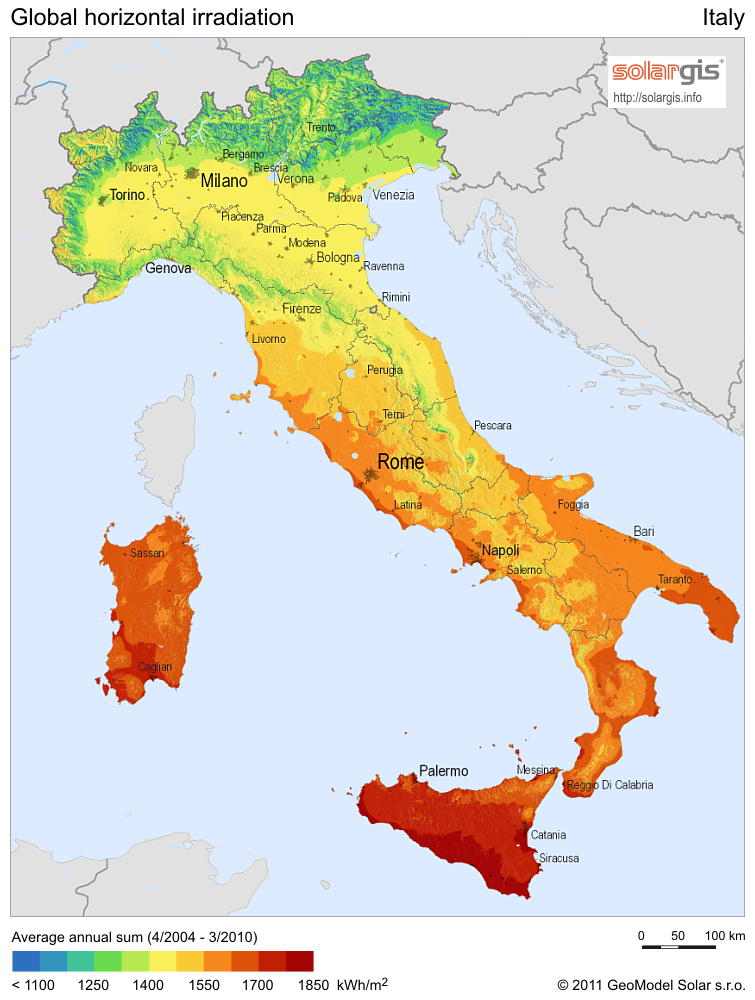 Global horizontal irradiation
Italy
solargis
http://solargis.info
Trento
Bergamo
Novara
Brescia
Milano
Verona
Torino
Padova
Venezia
Piacenza
Parma
Modena
Bologna
Genova
Ravenna
Rimini
Firenze
Livorno
Perugia
Terni
Pescara
Rome
Latina
Foggia
Bari
Sassari
Napoli
Salerno
Taranto
Cagliari
Palermo
Messina
Reggio Di Calabria
Catania
Siracusa
Average annual sum (4/2004 - 3/2010)
0 50 100 km
< 1100 1250 1400 1550 1700 1850 kWh/m²
© 2011 GeoModel Solar s.r.o.